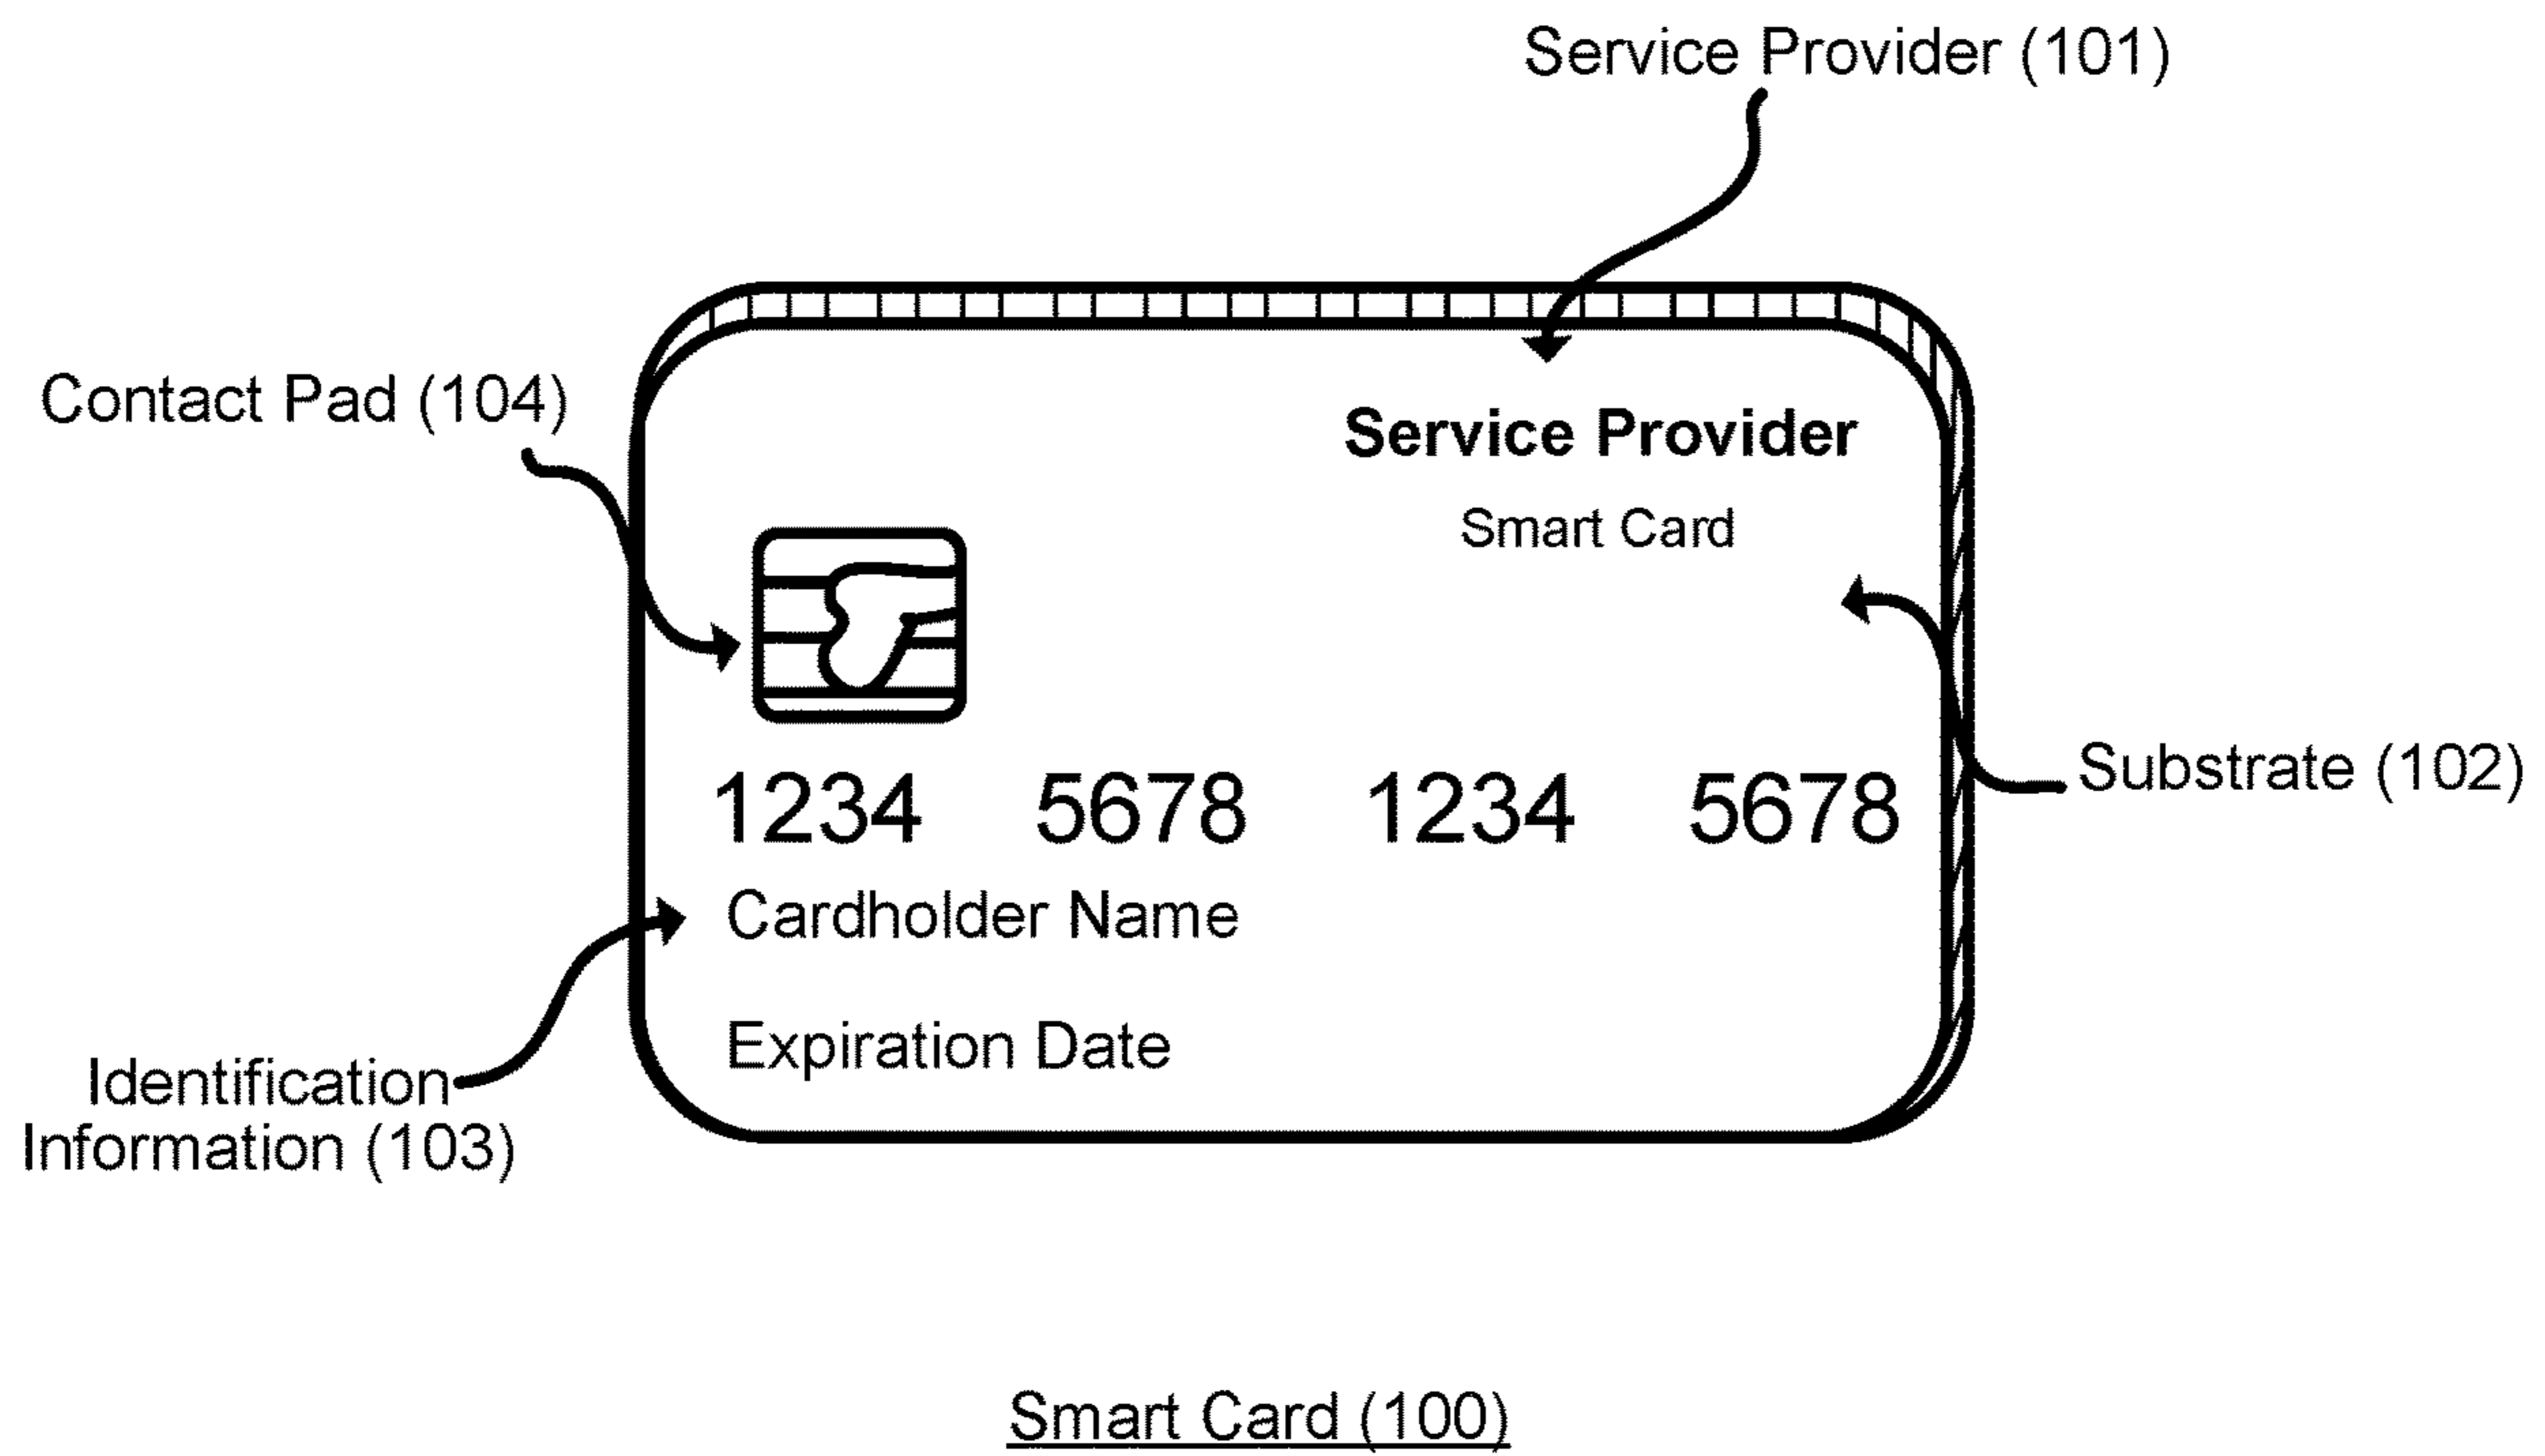 Service Provider (101)
Contact Pad (104)
Service Provider
Smart Card
Substrate (102)
1234 5678 1234 5678
Cardholder Name
Expiration Date
Identification
Information (103)
Smart Card (100)